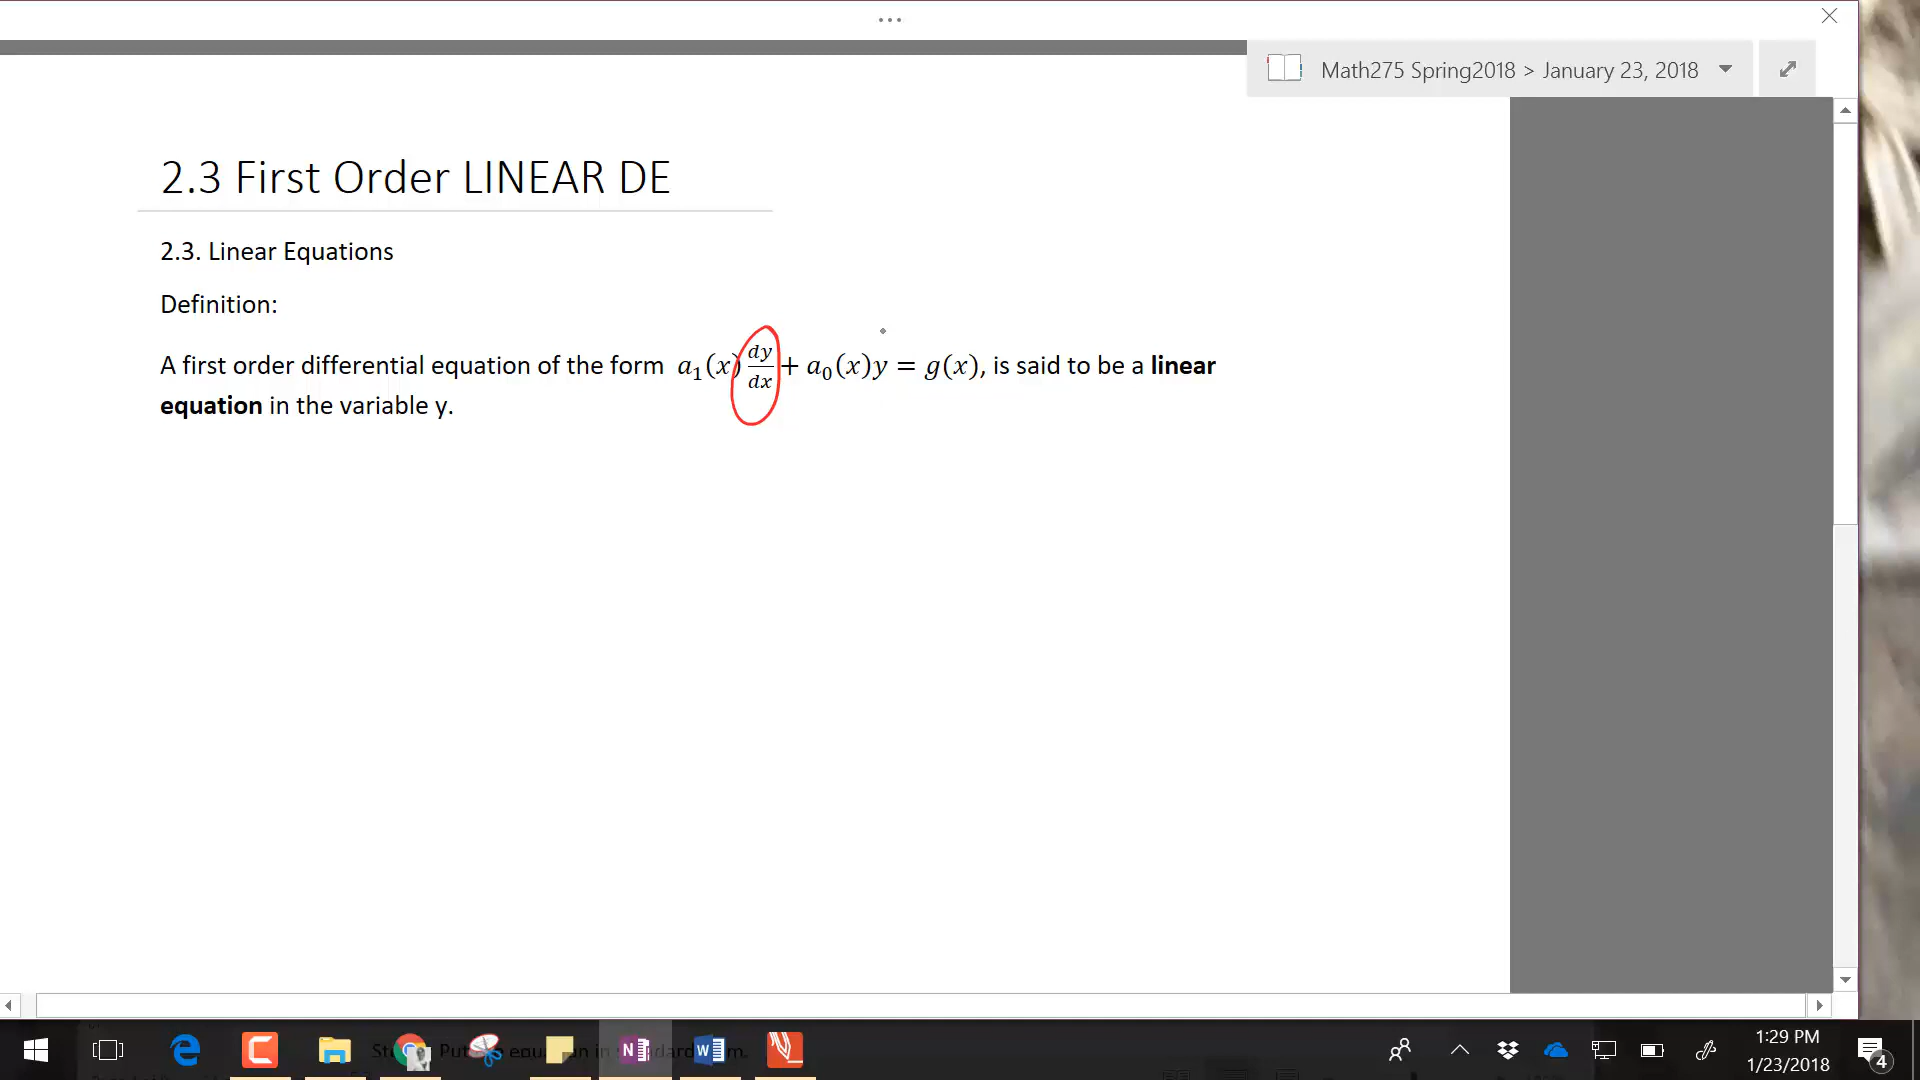 Math275 Spring2018 > January 23, 2018
2.3 First Order LINEAR DE
2.3. Linear Equations
Definition:
A first order differential equation of the form a₁(x) dy/dx + a₀(x)y = g(x), is said to be a linear
equation in the variable y.
1:29 PM
1/23/2018
4